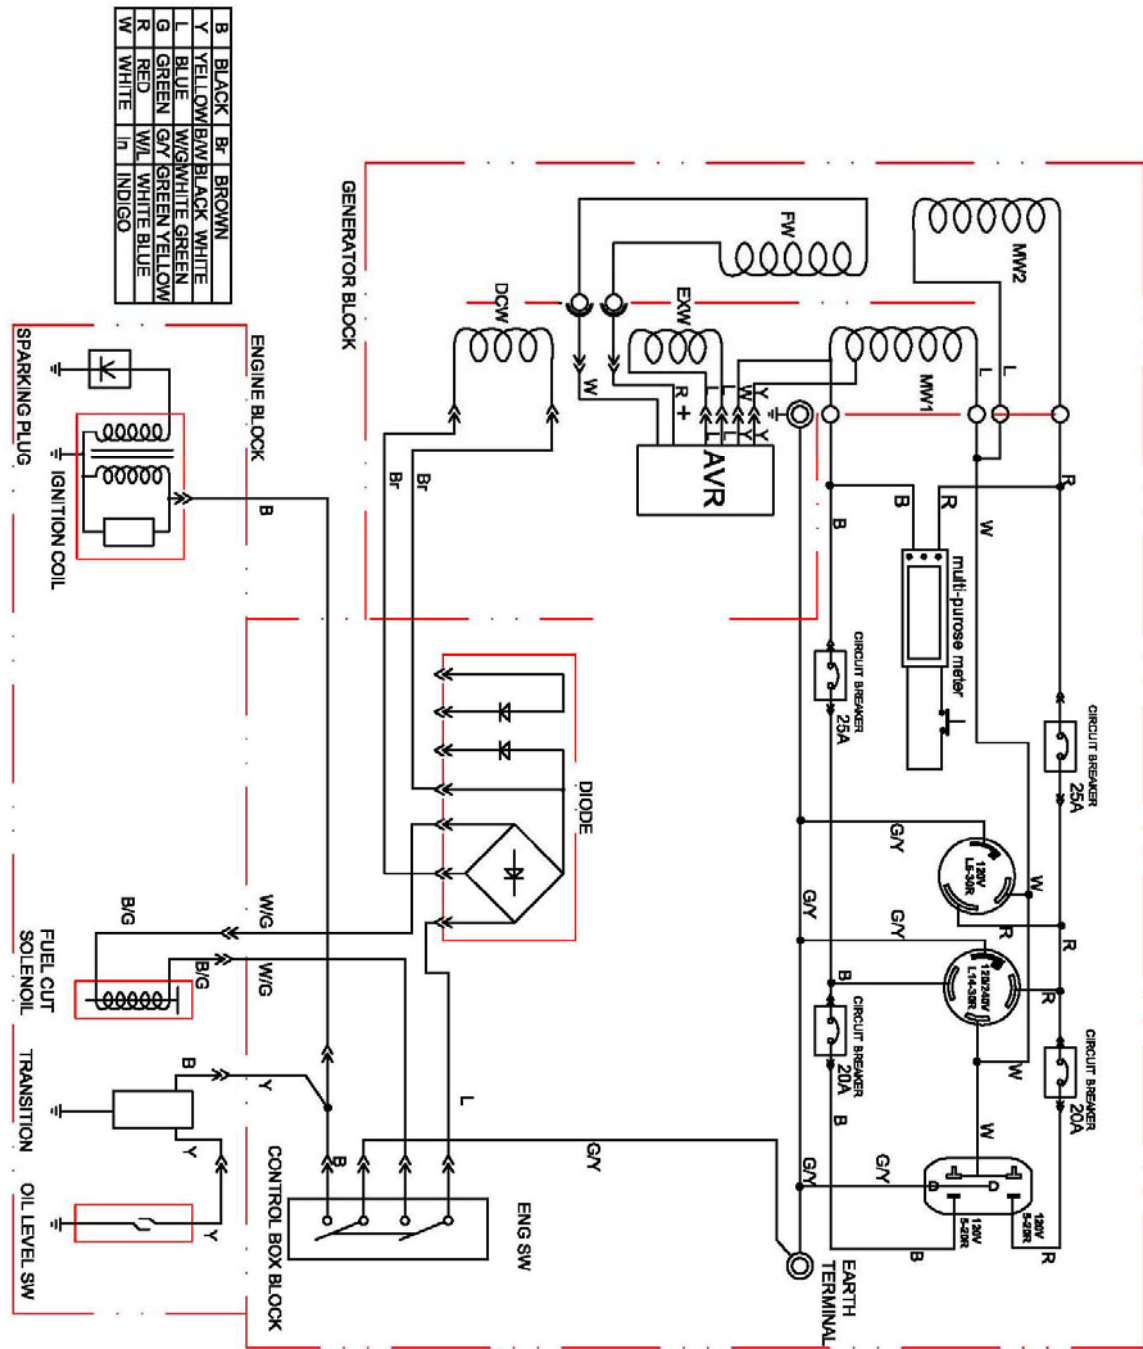 B BLACK Br BROWN
Y YELLOW B/W BLACK WHITE
L BLUE W/G WHITE GREEN
G GREEN G/Y GREEN YELLOW
R RED W/L WHITE BLUE
W WHITE In INDIGO
GENERATOR BLOCK
MW2
FW
DCW
EXW
MW1
L
L
W
R
+
L
L
W
Y
L
L
Y
Y
AVR
Br
Br
R
W
B
R
B
multi-purose meter
CIRCUIT BREAKER
25A
CIRCUIT BREAKER
25A
ENGINE BLOCK
SPARKING PLUG
IGNITION COIL
B
DIODE
G/Y
120V
L5-30R
W
R
R
G/Y
G/Y
B
120/240V
L14-30R
R
W
CIRCUIT BREAKER
20A
CIRCUIT BREAKER
20A
B
W
B/G
W/G
B/G
W/G
FUEL CUT
SOLENOIL
TRANSITION
B
Y
Y
OIL LEVEL SW
Y
L
B
G/Y
G/Y
G/Y
CONTROL BOX BLOCK
ENG SW
120V
5-20R
120V
5-20R
B
R
EARTH
TERMINAL